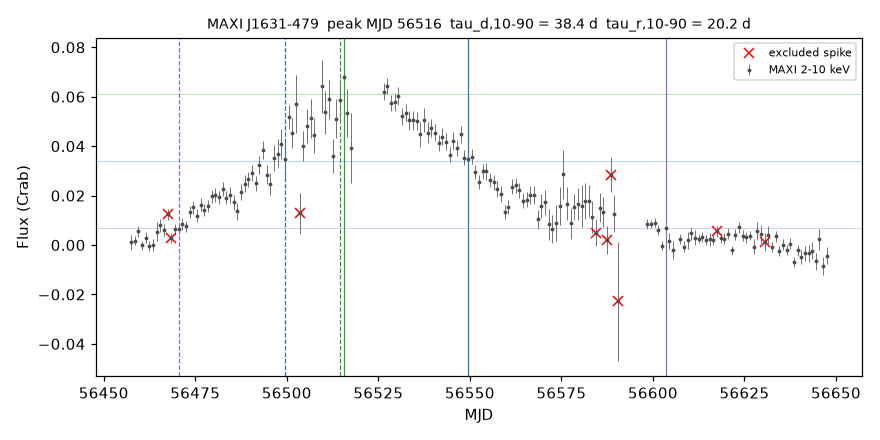 MAXI J1631-479 peak MJD 56516 tau_d,10-90 = 38.4 d tau_r,10-90 = 20.2 d
excluded spike
MAXI 2-10 keV
Flux (Crab)
0.08
0.06
0.04
0.02
0.00
−0.02
−0.04
56450 56475 56500 56525 56550 56575 56600 56625 56650
MJD